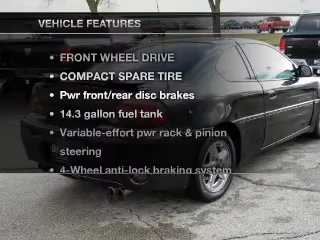 VEHICLE FEATURES
• FRONT WHEEL DRIVE
• COMPACT SPARE TIRE
• Pwr front/rear disc brakes
• 14.3 gallon fuel tank
• Variable-effort pwr rack & pinion
steering
• 4-Wheel anti-lock braking system